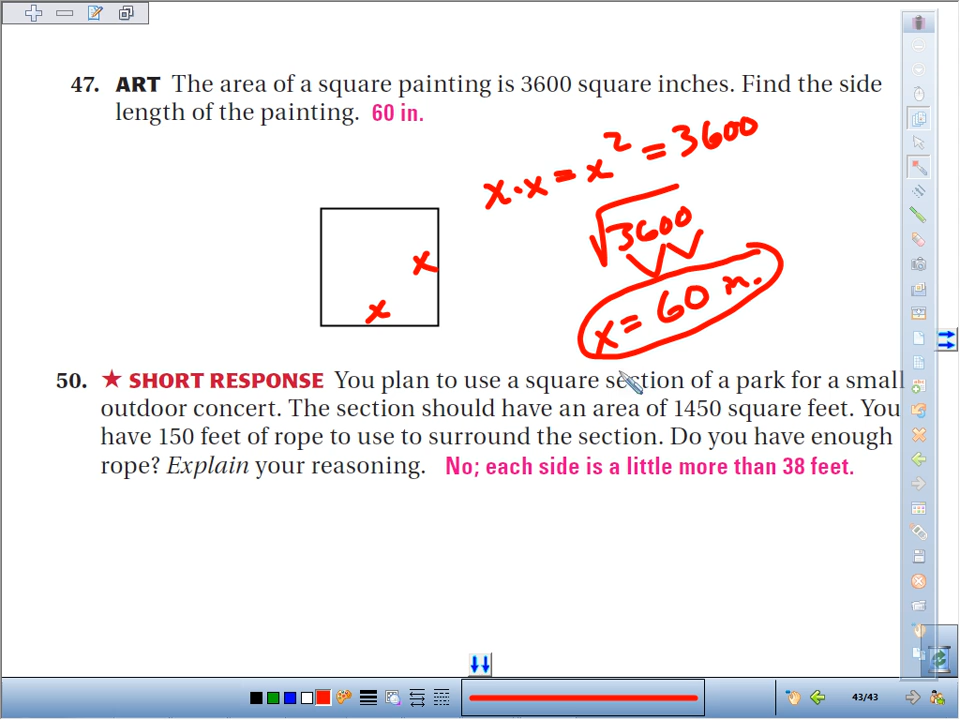 47. ART The area of a square painting is 3600 square inches. Find the side
length of the painting. 60 in.
x·x = x² = 3600
√3600
x
x
x = 60 in.
50. ★ SHORT RESPONSE You plan to use a square section of a park for a small
outdoor concert. The section should have an area of 1450 square feet. You
have 150 feet of rope to use to surround the section. Do you have enough
rope? Explain your reasoning. No; each side is a little more than 38 feet.
43/43